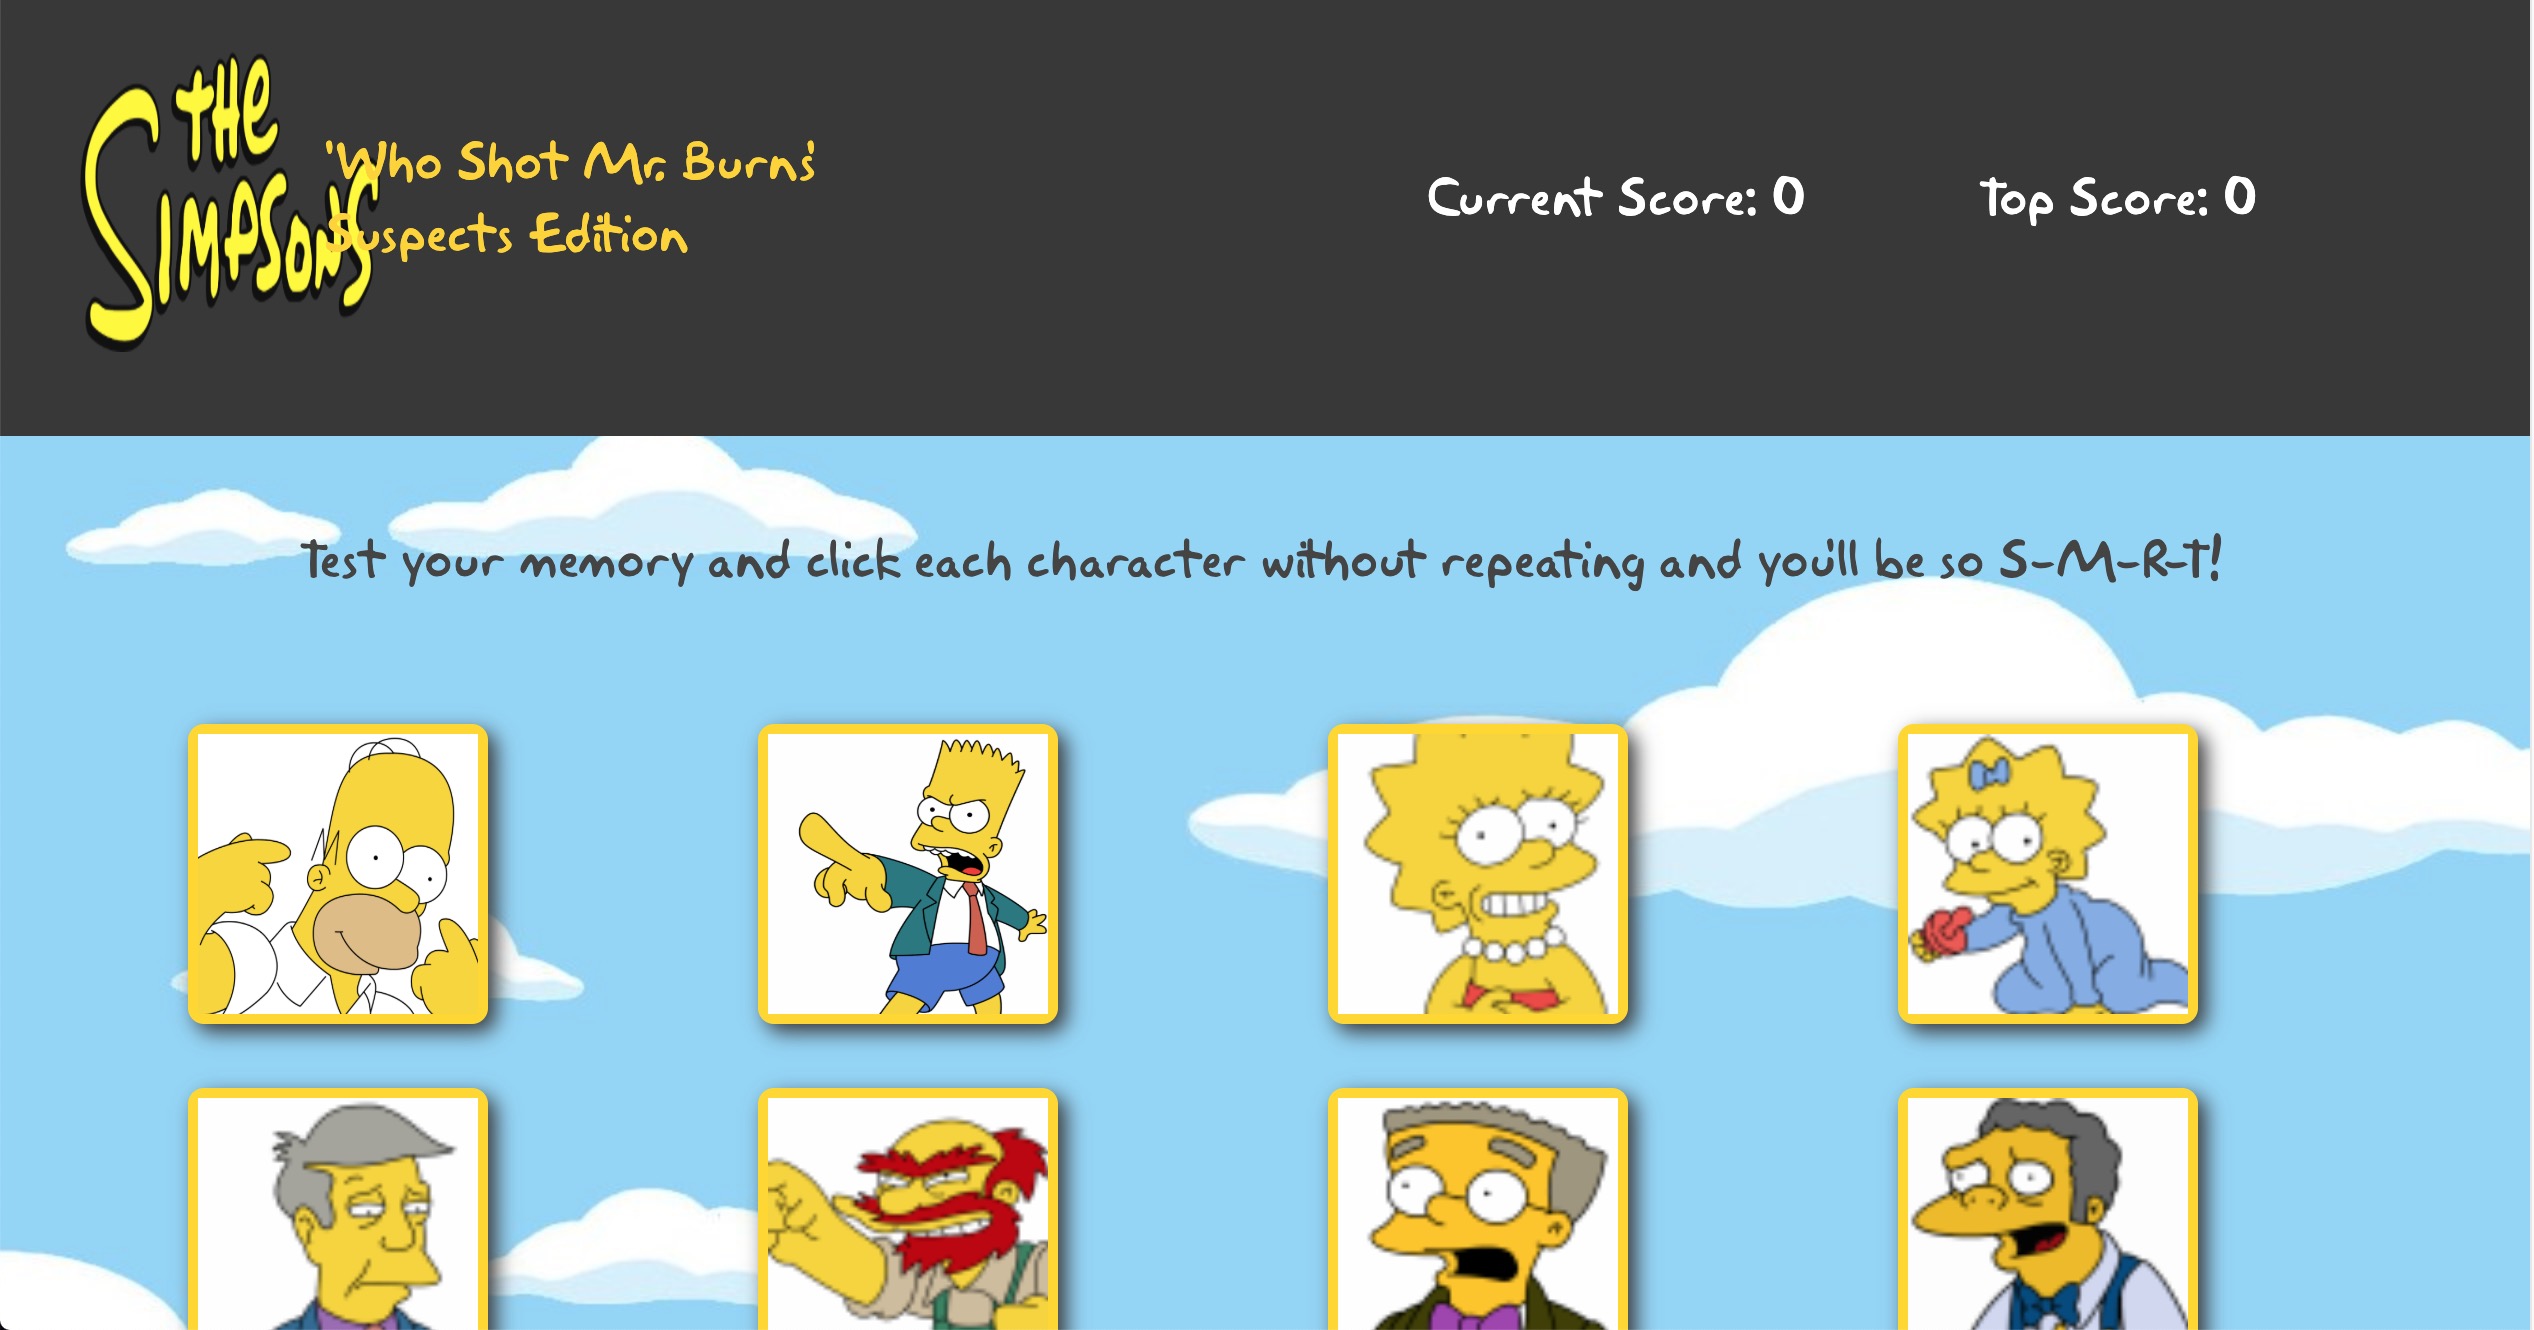 THE
SIMPSONS
'Who Shot Mr. Burns'
Suspects Edition
Current Score: 0
Top Score: 0
Test your memory and click each character without repeating and you'll be so S-M-R-T!